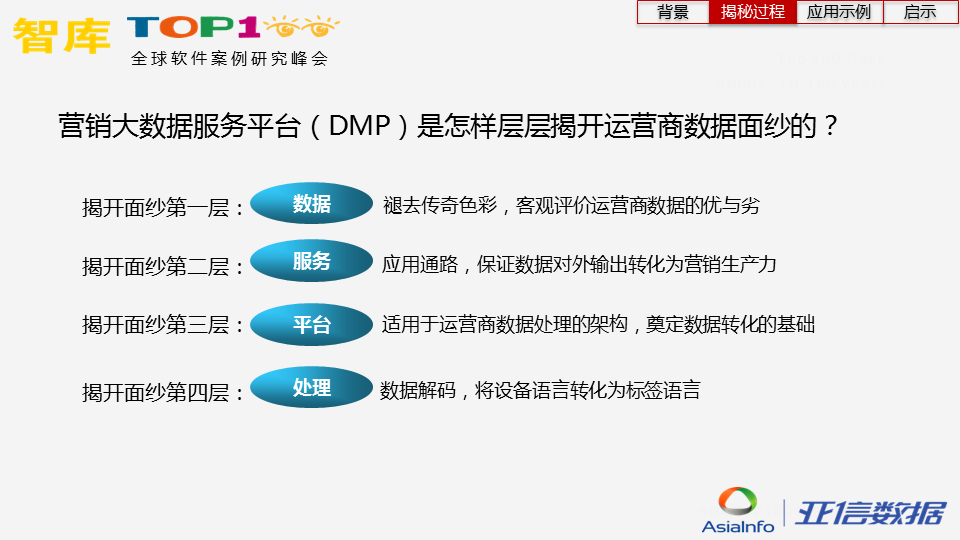 智库 TOP1
全球软件案例研究峰会
背景 揭秘过程 应用示例 启示
营销大数据服务平台（DMP）是怎样层层揭开运营商数据面纱的？
揭开面纱第一层： 数据 褪去传奇色彩，客观评价运营商数据的优与劣
揭开面纱第二层： 服务 应用通路，保证数据对外输出转化为营销生产力
揭开面纱第三层： 平台 适用于运营商数据处理的架构，奠定数据转化的基础
揭开面纱第四层： 处理 数据解码，将设备语言转化为标签语言
AsiaInfo 亚信数据